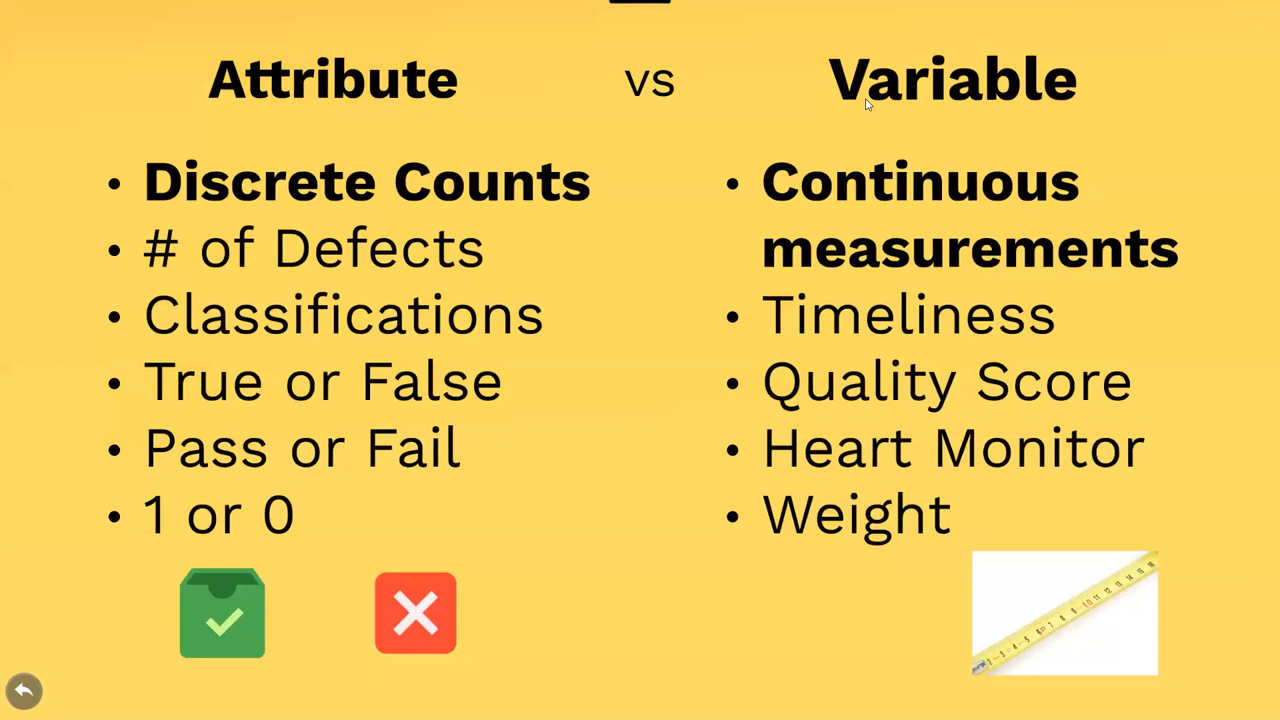 Attribute vs Variable
• Discrete Counts
• # of Defects
• Classifications
• True or False
• Pass or Fail
• 1 or 0
• Continuous
measurements
• Timeliness
• Quality Score
• Heart Monitor
• Weight